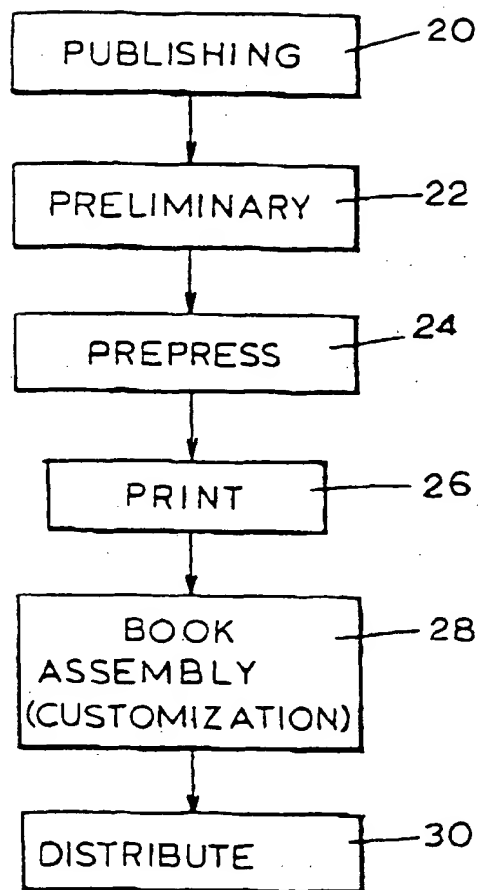 PUBLISHING
20
PRELIMINARY
22
PREPRESS
24
PRINT
26
BOOK
ASSEMBLY
(CUSTOMIZATION)
28
DISTRIBUTE
30